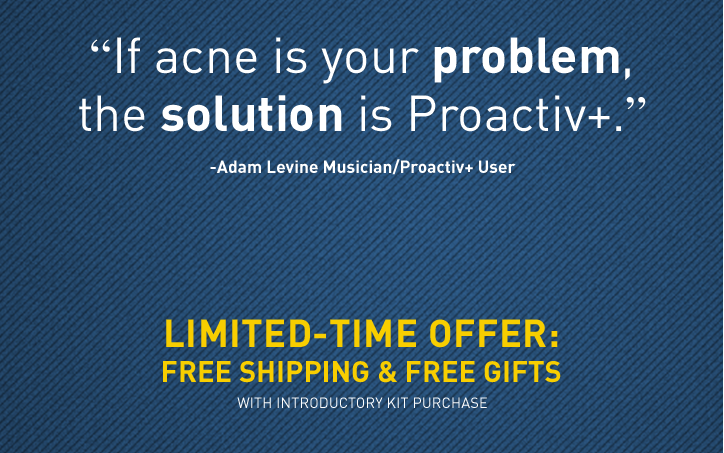 “If acne is your problem,
the solution is Proactiv+.”
-Adam Levine Musician/Proactiv+ User
LIMITED-TIME OFFER:
FREE SHIPPING & FREE GIFTS
WITH INTRODUCTORY KIT PURCHASE